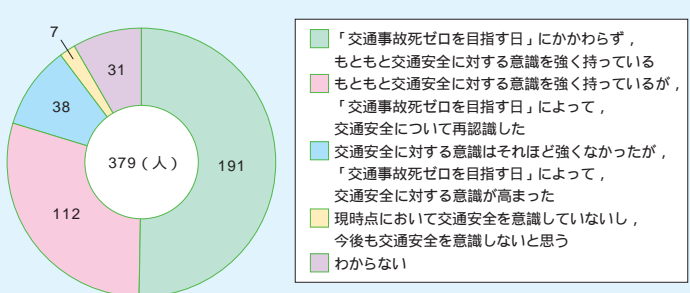 7
31
38
379（人）
191
112
「交通事故死ゼロを目指す日」にかかわらず，
もともと交通安全に対する意識を強く持っている
もともと交通安全に対する意識を強く持っているが，
「交通事故死ゼロを目指す日」によって，
交通安全について再認識した
交通安全に対する意識はそれほど強くなかったが，
「交通事故死ゼロを目指す日」によって，
交通安全に対する意識が高まった
現時点において交通安全を意識していないし，
今後も交通安全を意識しないと思う
わからない